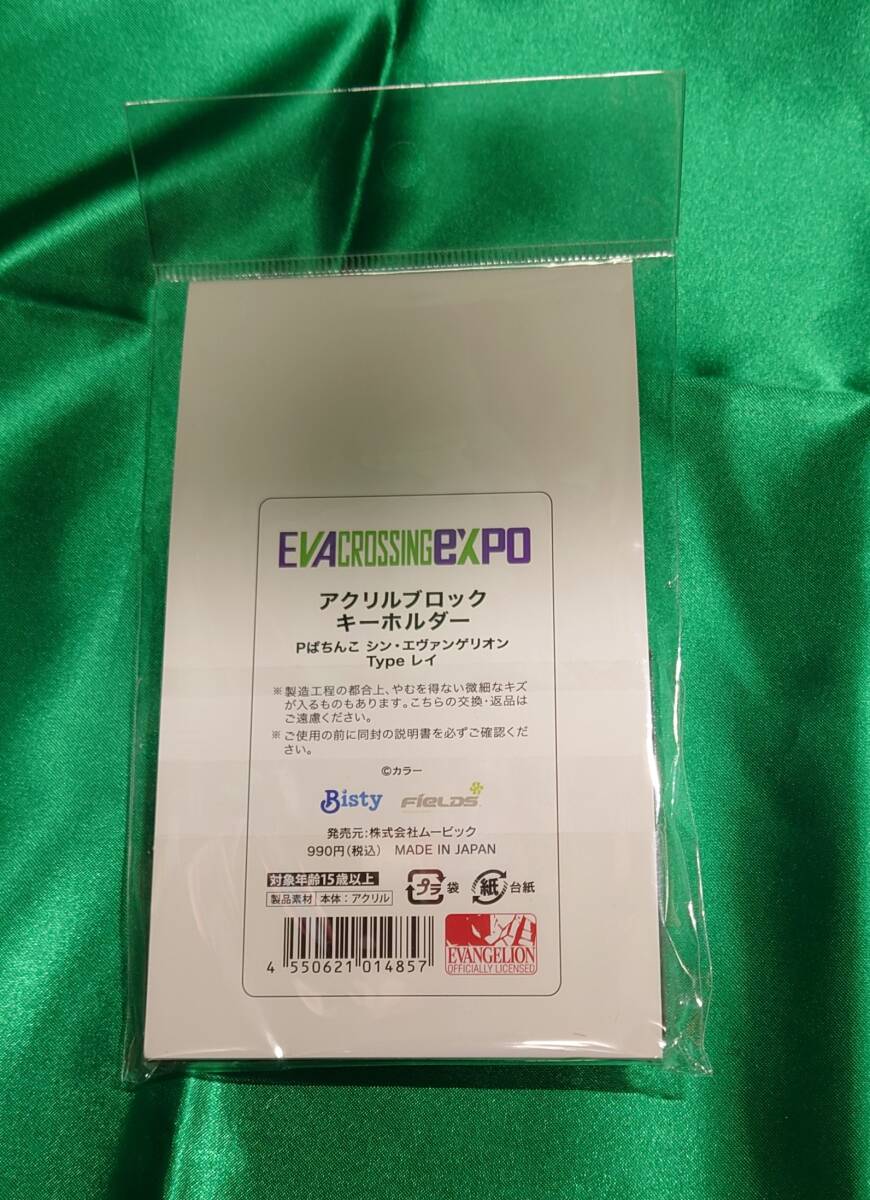 EVACROSSING EXPO
アクリルブロック
キーホルダー
Pぱちんこ シン・エヴァンゲリオン
Type レイ
※製造工程の都合上、やむを得ない微細なキズ
が入るものもあります。こちらの交換・返品は
ご遠慮ください。
※ご使用の前に同封の説明書を必ずご確認くだ
さい。
©カラー
Bisty FIELDS
発売元:株式会社ムービック
990円(税込) MADE IN JAPAN
対象年齢15歳以上
製品素材 本体:アクリル
プラ 袋 紙 台紙
4 550621 014857
EVANGELION
OFFICIALLY LICENSED